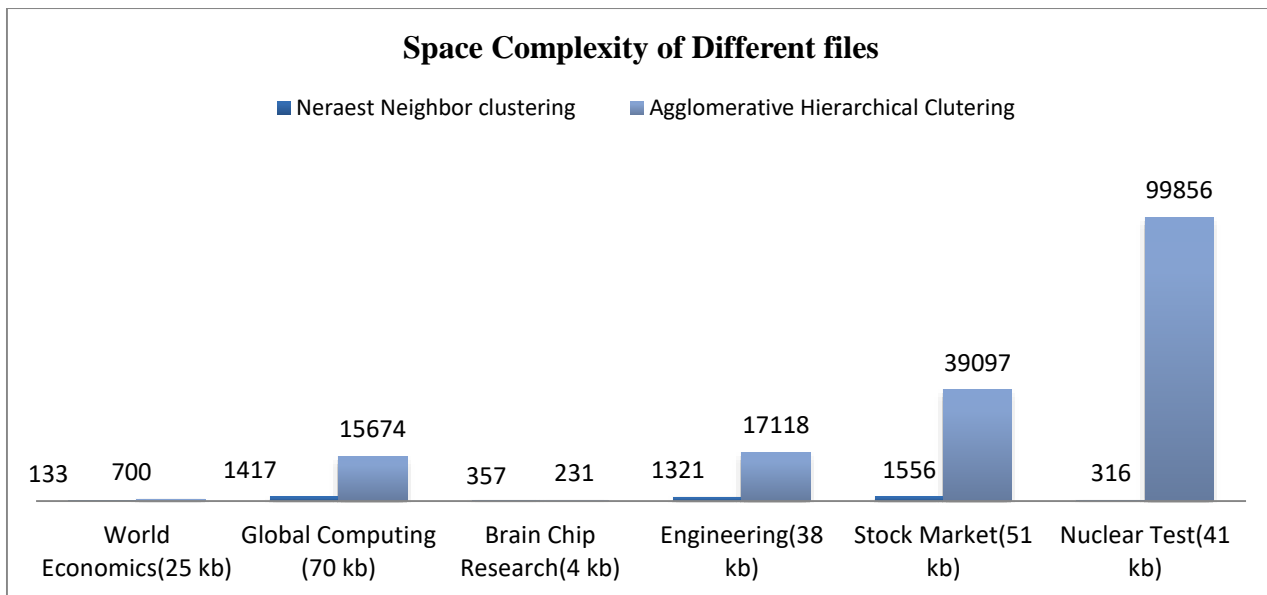 Space Complexity of Different files
Neraest Neighbor clustering
Agglomerative Hierarchical Clutering
133
700
1417
15674
357
231
1321
17118
1556
39097
316
99856
World
Economics(25 kb)
Global Computing
(70 kb)
Brain Chip
Research(4 kb)
Engineering(38
kb)
Stock Market(51
kb)
Nuclear Test(41
kb)